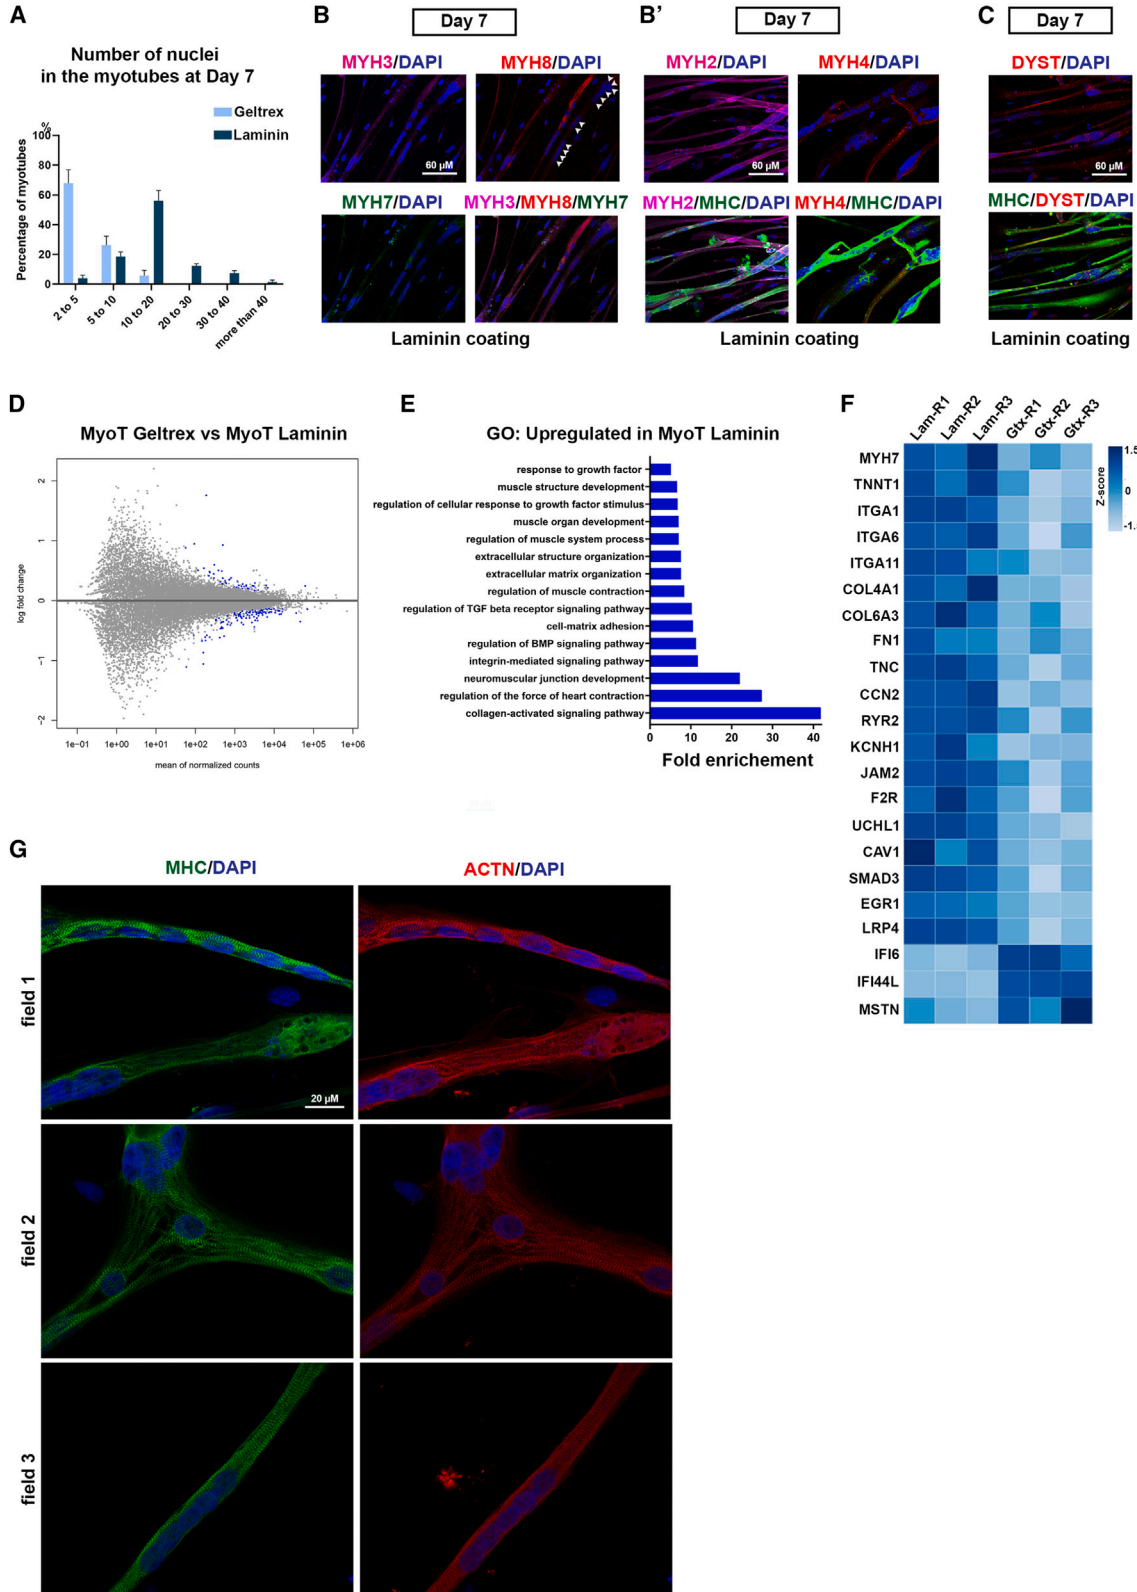 A
Number of nuclei
in the myotubes at Day 7
Geltrex
Laminin
%
100
80
60
40
20
0
Percentage of myotubes
2 to 5
5 to 10
10 to 20
20 to 30
30 to 40
more than 40
B
Day 7
MYH3/DAPI
MYH8/DAPI
60 µM
MYH7/DAPI
MYH3/MYH8/MYH7
Laminin coating
B’
Day 7
MYH2/DAPI
MYH4/DAPI
60 µM
MYH2/MHC/DAPI
MYH4/MHC/DAPI
Laminin coating
C
Day 7
DYST/DAPI
60 µM
MHC/DYST/DAPI
Laminin coating
D
MyoT Geltrex vs MyoT Laminin
2
1
0
−1
−2
log fold change
1e−01
1e+00
1e+01
1e+02
1e+03
1e+04
1e+05
1e+06
mean of normalized counts
E
GO: Upregulated in MyoT Laminin
response to growth factor
muscle structure development
regulation of cellular response to growth factor stimulus
muscle organ development
regulation of muscle system process
extracellular structure organization
extracellular matrix organization
regulation of muscle contraction
regulation of TGF beta receptor signaling pathway
cell-matrix adhesion
regulation of BMP signaling pathway
integrin-mediated signaling pathway
neuromuscular junction development
regulation of the force of heart contraction
collagen-activated signaling pathway
0
10
20
30
40
Fold enrichement
F
Lam-R1
Lam-R2
Lam-R3
Gtx-R1
Gtx-R2
Gtx-R3
1.5
0
-1.5
Z-score
MYH7
TNNT1
ITGA1
ITGA6
ITGA11
COL4A1
COL6A3
FN1
TNC
CCN2
RYR2
KCNH1
JAM2
F2R
UCHL1
CAV1
SMAD3
EGR1
LRP4
IFI6
IFI44L
MSTN
G
MHC/DAPI
ACTN/DAPI
field 1
20 µM
field 2
field 3